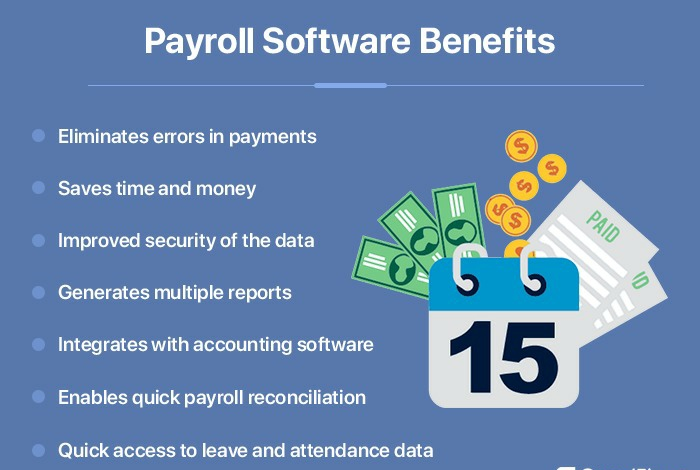 Payroll Software Benefits
Eliminates errors in payments
Saves time and money
Improved security of the data
Generates multiple reports
Integrates with accounting software
Enables quick payroll reconciliation
Quick access to leave and attendance data
PAID
ID
15